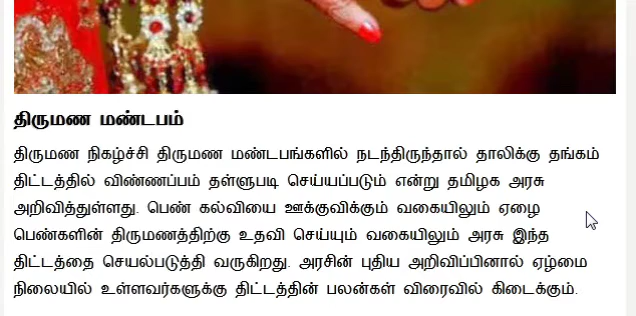 திருமண மண்டபம்
திருமண நிகழ்ச்சி திருமண மண்டபங்களில் நடந்திருந்தால் தாலிக்கு தங்கம்
திட்டத்தில் விண்ணப்பம் தள்ளுபடி செய்யப்படும் என்று தமிழக அரசு
அறிவித்துள்ளது. பெண் கல்வியை ஊக்குவிக்கும் வகையிலும் ஏழை
பெண்களின் திருமணத்திற்கு உதவி செய்யும் வகையிலும் அரசு இந்த
திட்டத்தை செயல்படுத்தி வருகிறது. அரசின் புதிய அறிவிப்பினால் ஏழ்மை
நிலையில் உள்ளவர்களுக்கு திட்டத்தின் பலன்கள் விரைவில் கிடைக்கும்.